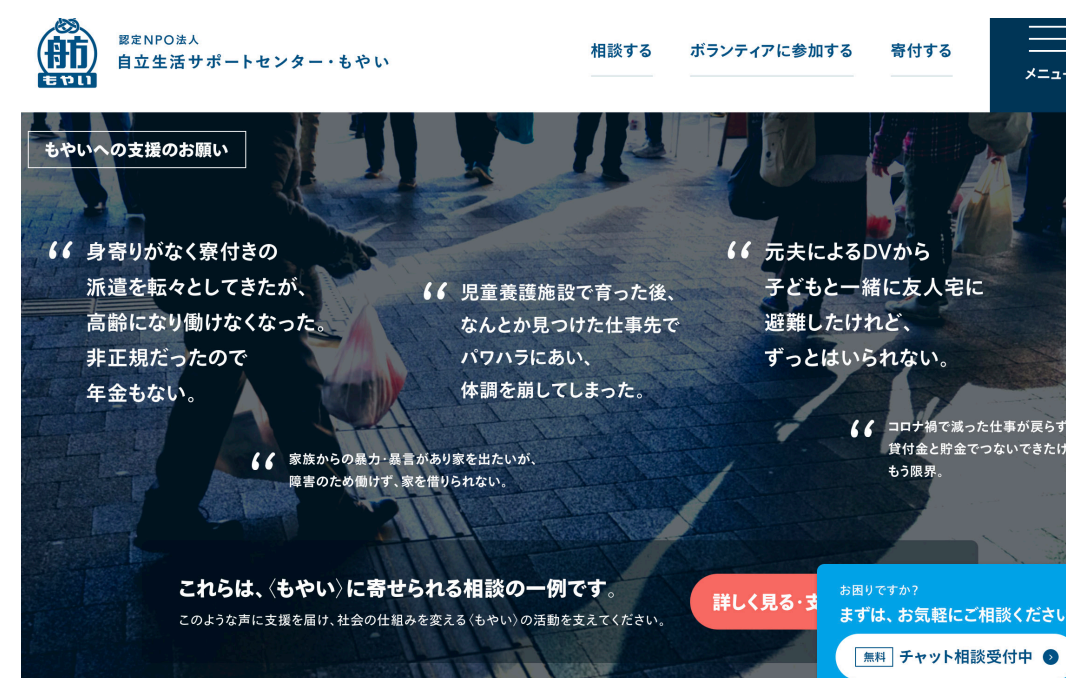 舫
もやい
認定NPO法人
自立生活サポートセンター・もやい
相談する
ボランティアに参加する
寄付する
メニュー
もやいへの支援のお願い
“ 身寄りがなく寮付きの
派遣を転々としてきたが、
高齢になり働けなくなった。
非正規だったので
年金もない。
“ 児童養護施設で育った後、
なんとか見つけた仕事先で
パワハラにあい、
体調を崩してしまった。
“ 元夫によるDVから
子どもと一緒に友人宅に
避難したけれど、
ずっとはいられない。
“ コロナ禍で減った仕事が戻らず
貸付金と貯金でつないできたけ
もう限界。
“ 家族からの暴力・暴言があり家を出たいが、
障害のため働けず、家を借りられない。
これらは、〈もやい〉に寄せられる相談の一例です。
このような声に支援を届け、社会の仕組みを変える〈もやい〉の活動を支えてください。
詳しく見る・支
お困りですか?
まずは、お気軽にご相談ください
無料 チャット相談受付中